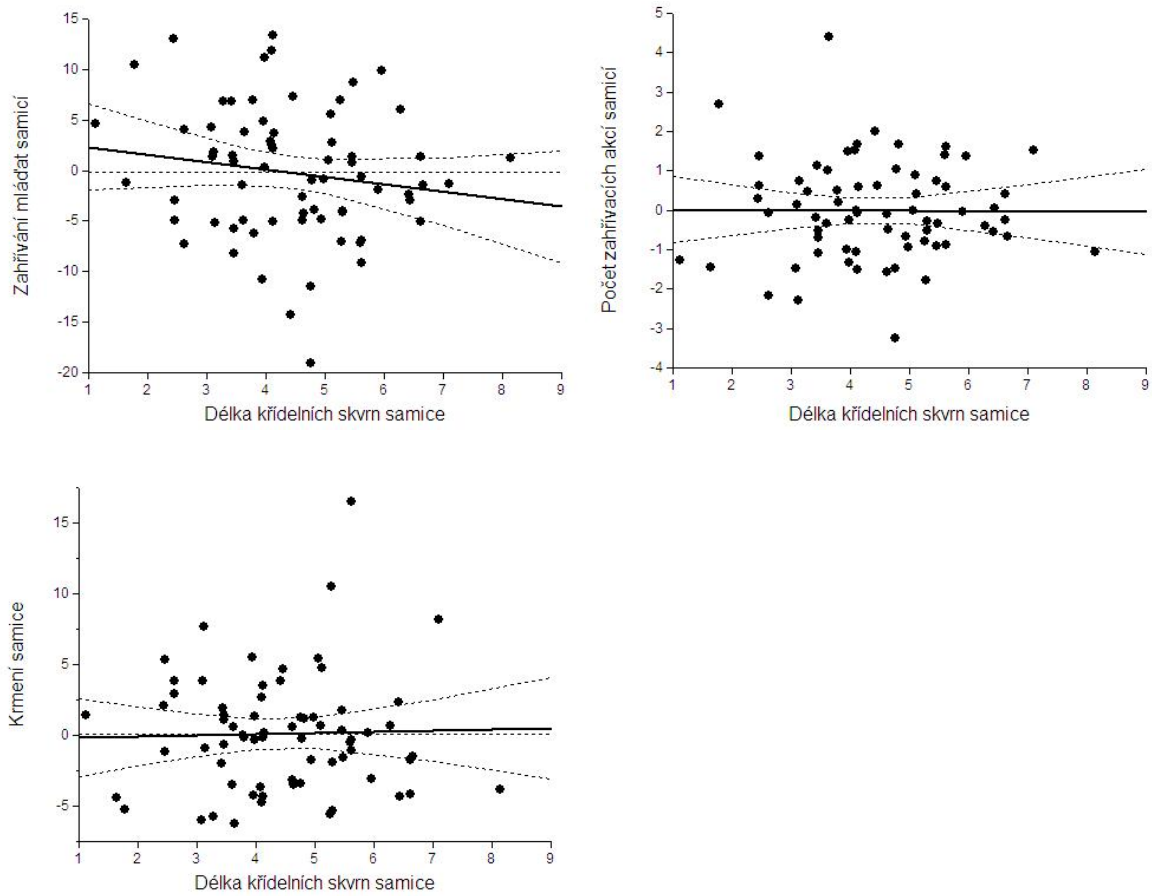 15
10
5
0
-5
-10
-15
-20
1 2 3 4 5 6 7 8 9
Zahřívání mláďat samicí
Délka křídelních skvrn samice
5
4
3
2
1
0
-1
-2
-3
-4
1 2 3 4 5 6 7 8 9
Počet zahřívacích akcí samicí
Délka křídelních skvrn samice
15
10
5
0
-5
1 2 3 4 5 6 7 8 9
Krmení samice
Délka křídelních skvrn samice